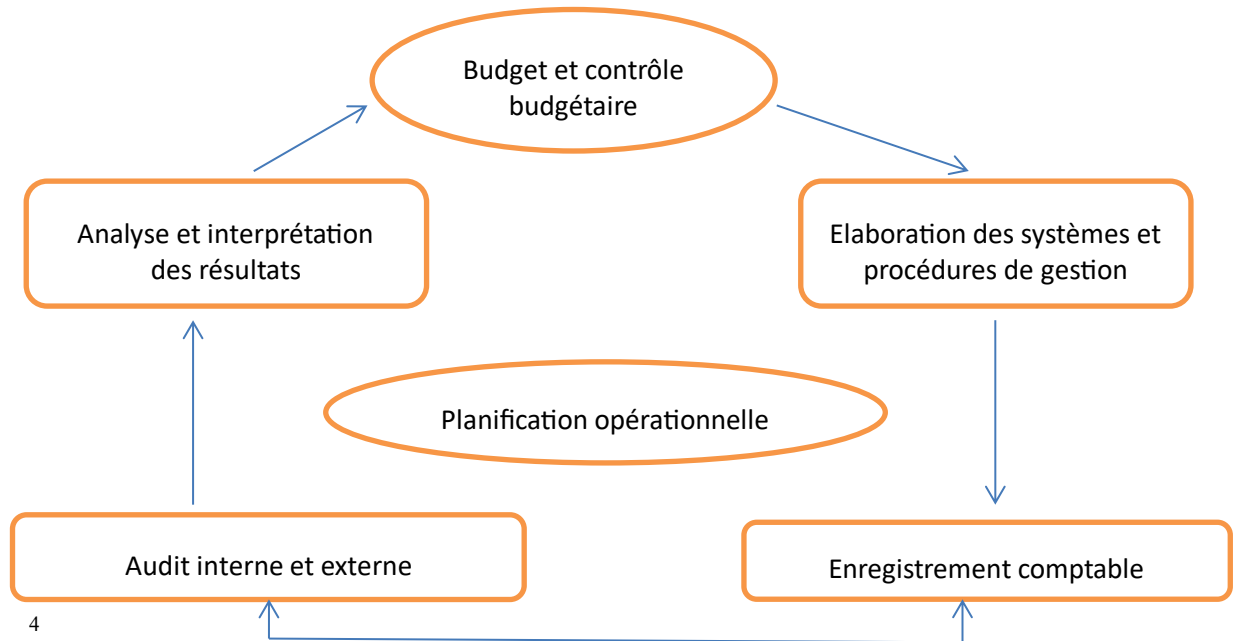 Budget et contrôle
budgétaire
Analyse et interprétation
des résultats
Elaboration des systèmes et
procédures de gestion
Planification opérationnelle
Audit interne et externe
Enregistrement comptable
4